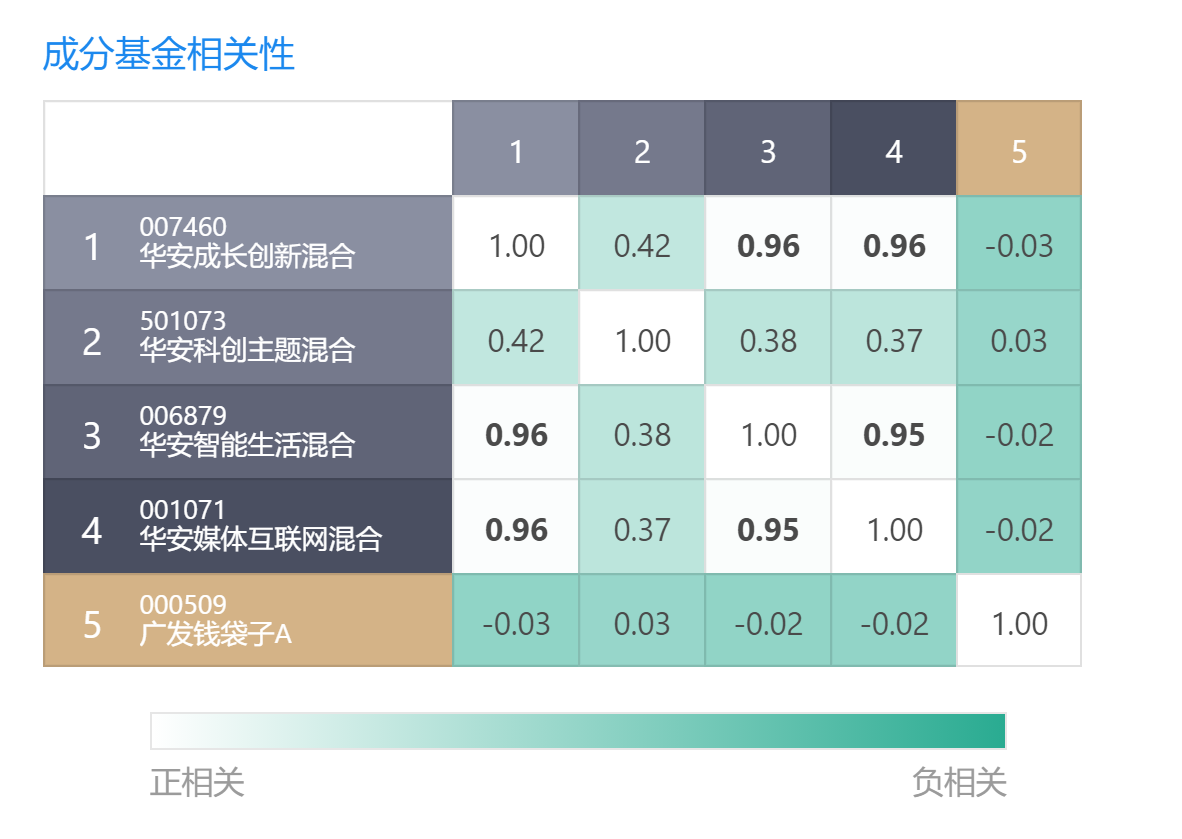 成分基金相关性
1 2 3 4 5
1 007460 华安成长创新混合 1.00 0.42 0.96 0.96 -0.03
2 501073 华安科创主题混合 0.42 1.00 0.38 0.37 0.03
3 006879 华安智能生活混合 0.96 0.38 1.00 0.95 -0.02
4 001071 华安媒体互联网混合 0.96 0.37 0.95 1.00 -0.02
5 000509 广发钱袋子A -0.03 0.03 -0.02 -0.02 1.00
正相关 负相关